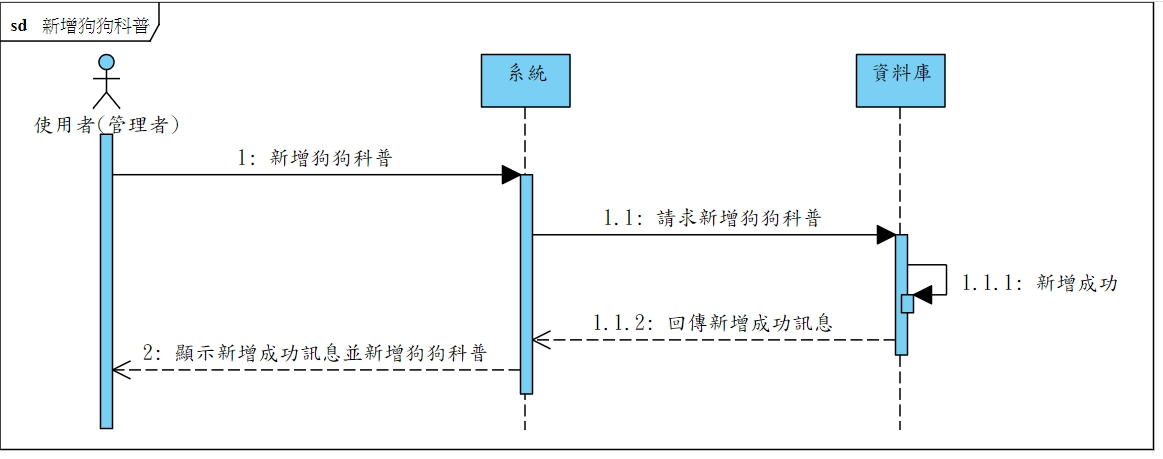 sd 新增狗狗科普
系統
資料庫
使用者(管理者)
1: 新增狗狗科普
1.1: 請求新增狗狗科普
1.1.1: 新增成功
1.1.2: 回傳新增成功訊息
2: 顯示新增成功訊息並新增狗狗科普